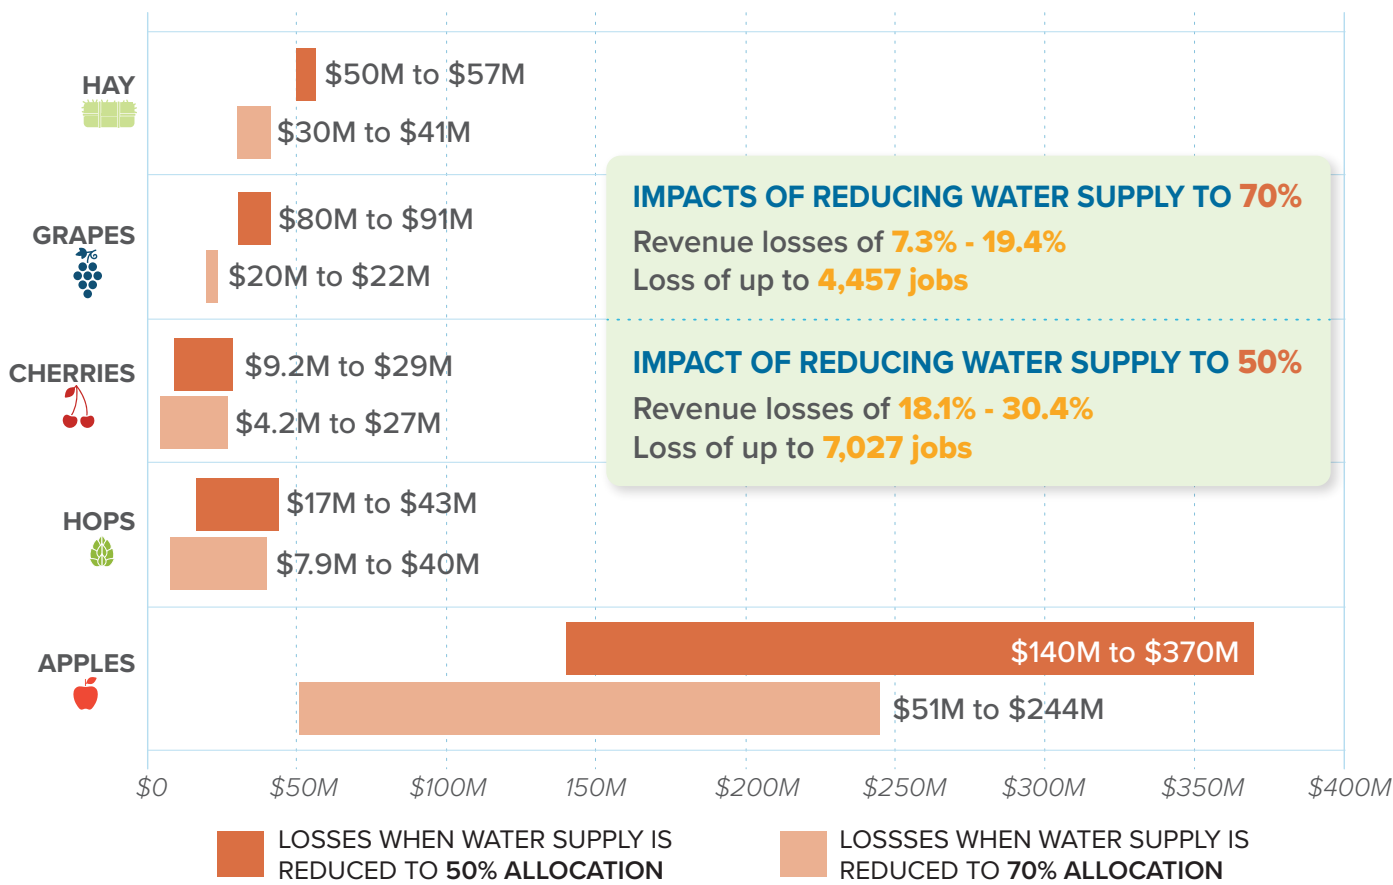 HAY
$50M to $57M
$30M to $41M
GRAPES
$80M to $91M
$20M to $22M
CHERRIES
$9.2M to $29M
$4.2M to $27M
HOPS
$17M to $43M
$7.9M to $40M
APPLES
$140M to $370M
$51M to $244M
IMPACTS OF REDUCING WATER SUPPLY TO 70%
Revenue losses of 7.3% - 19.4%
Loss of up to 4,457 jobs
IMPACT OF REDUCING WATER SUPPLY TO 50%
Revenue losses of 18.1% - 30.4%
Loss of up to 7,027 jobs
$0 $50M $100M 150M $200M $250M $300M $350M $400M
LOSSES WHEN WATER SUPPLY IS
REDUCED TO 50% ALLOCATION
LOSSSES WHEN WATER SUPPLY IS
REDUCED TO 70% ALLOCATION